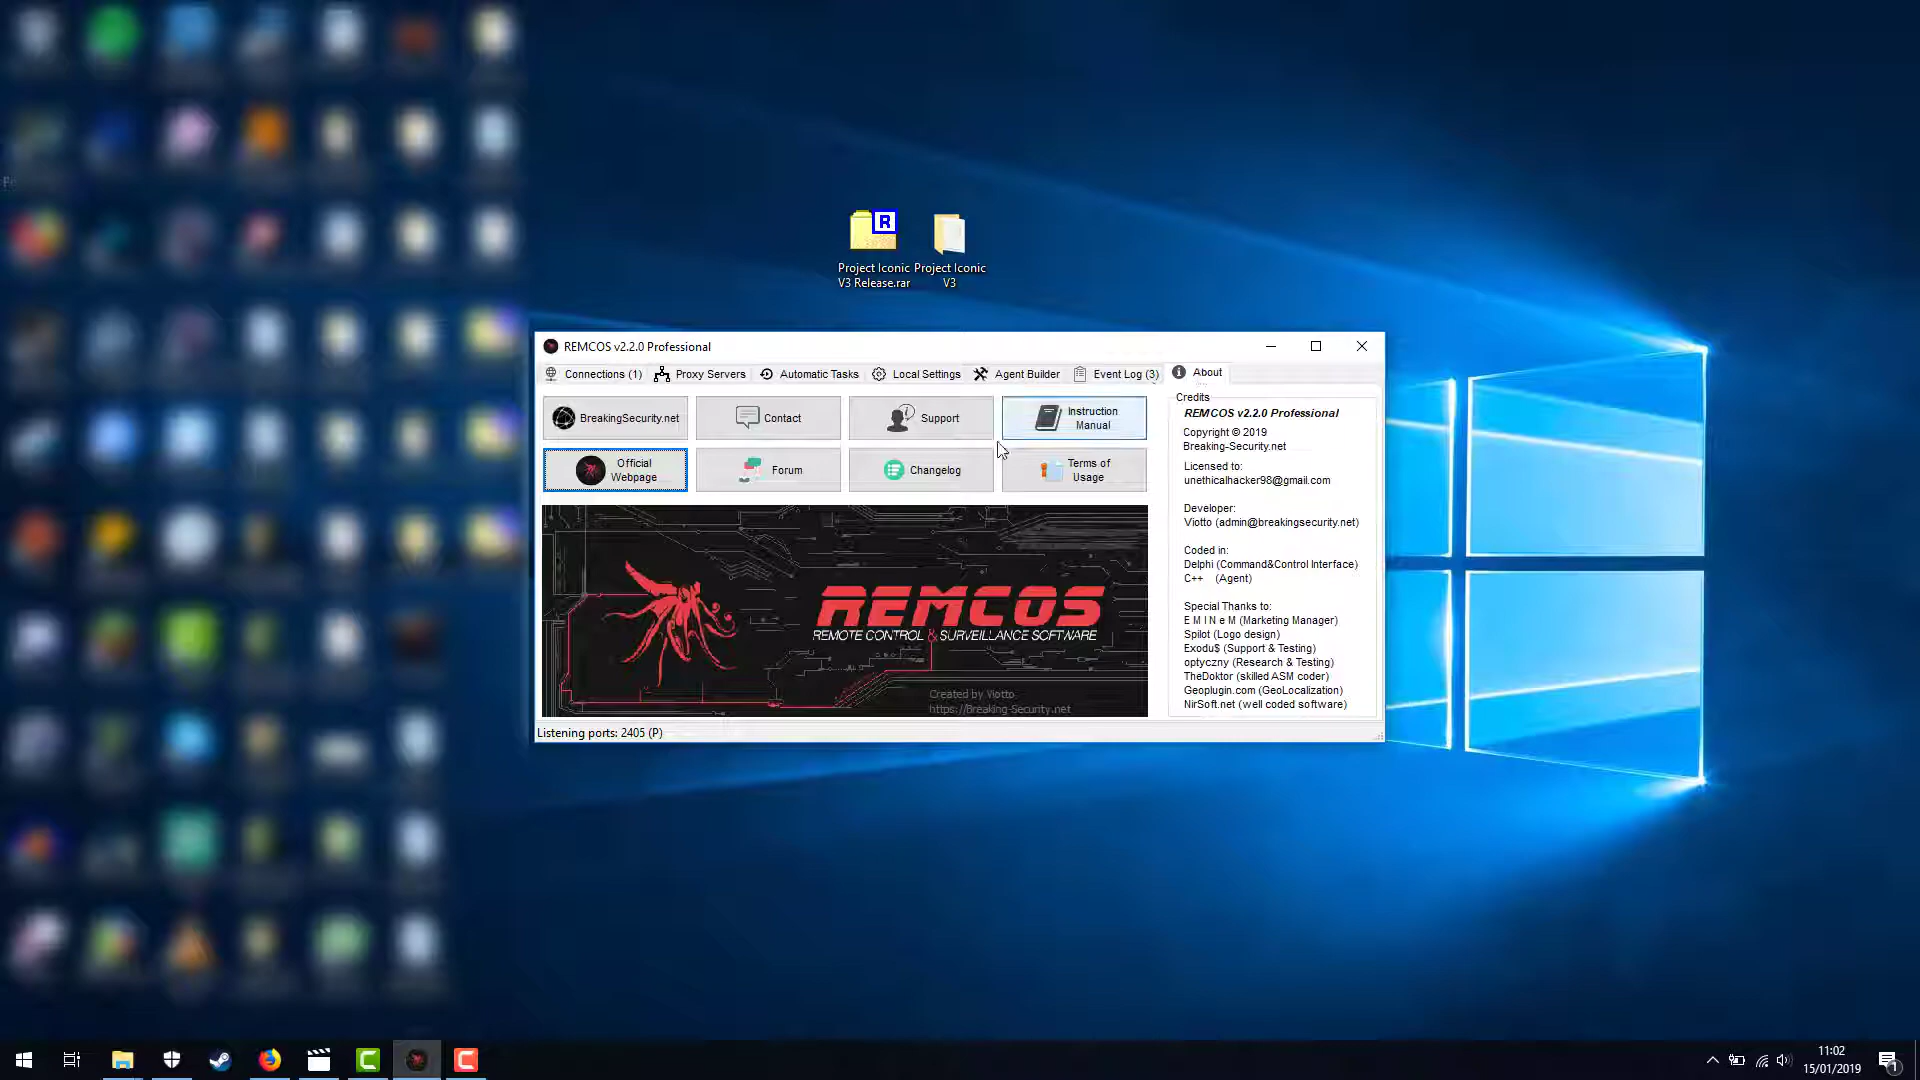 R
Project Iconic
V3 Release.rar
Project Iconic
V3
REMCOS v2.2.0 Professional
Connections (1)
Proxy Servers
Automatic Tasks
Local Settings
Agent Builder
Event Log (3)
About
BreakingSecurity.net
Contact
Support
Instruction
Manual
Official
Webpage
Forum
Changelog
Terms of
Usage
Credits
REMCOS v2.2.0 Professional
Copyright © 2019
Breaking-Security.net
Licensed to:
unethicalhacker98@gmail.com
Developer:
Viotto (admin@breakingsecurity.net)
Coded in:
Delphi (Command&Control Interface)
C++ (Agent)
Special Thanks to:
E M I N e M (Marketing Manager)
Spilot (Logo design)
Exodu$ (Support & Testing)
optyczny (Research & Testing)
TheDoktor (skilled ASM coder)
Geoplugin.com (GeoLocalization)
NirSoft.net (well coded software)
REMCOS
REMOTE CONTROL & SURVEILLANCE SOFTWARE
Created by Viotto
https://Breaking-Security.net
Listening ports: 2405 (P)
11:02
15/01/2019
1